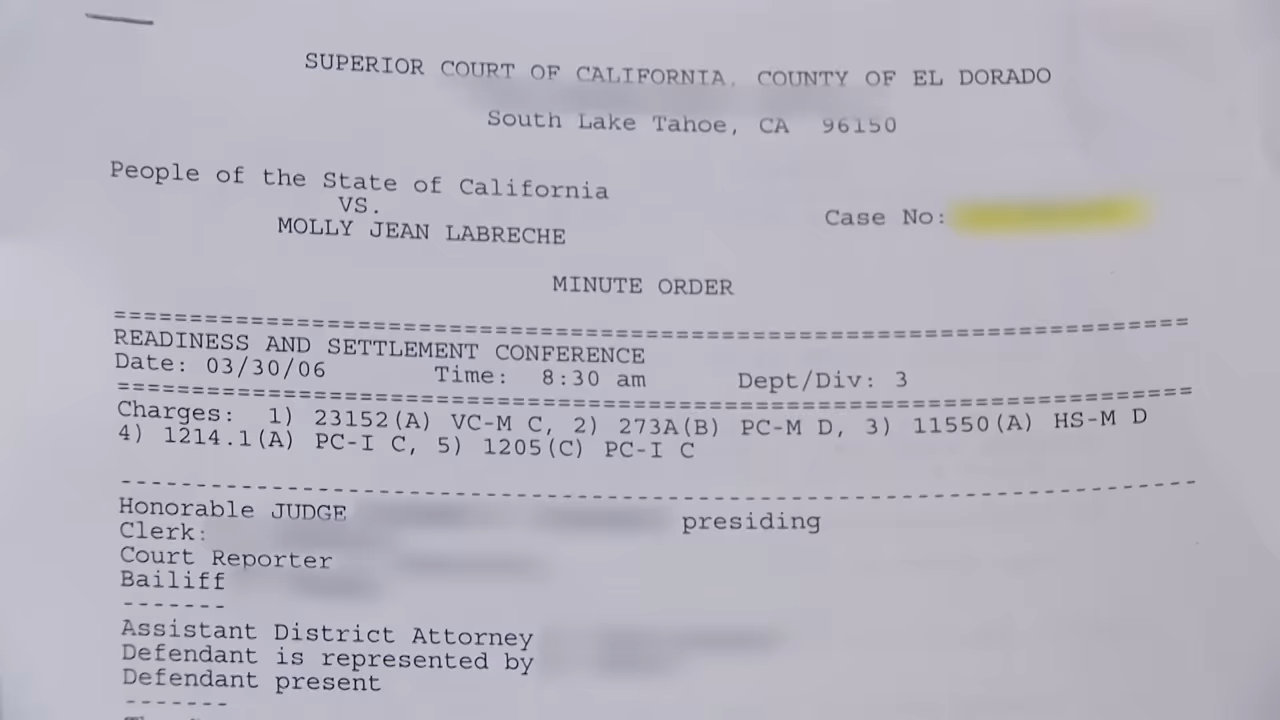 SUPERIOR COURT OF CALIFORNIA, COUNTY OF EL DORADO
South Lake Tahoe, CA 96150
People of the State of California
VS.
MOLLY JEAN LABRECHE
Case No:
MINUTE ORDER
================================================================================
READINESS AND SETTLEMENT CONFERENCE
Date: 03/30/06 Time: 8:30 am Dept/Div: 3
================================================================================
Charges: 1) 23152(A) VC-M C, 2) 273A(B) PC-M D, 3) 11550(A) HS-M D
4) 1214.1(A) PC-I C, 5) 1205(C) PC-I C
--------------------------------------------------------------------------------
Honorable JUDGE presiding
Clerk:
Court Reporter
Bailiff
-------
Assistant District Attorney
Defendant is represented by
Defendant present
-------